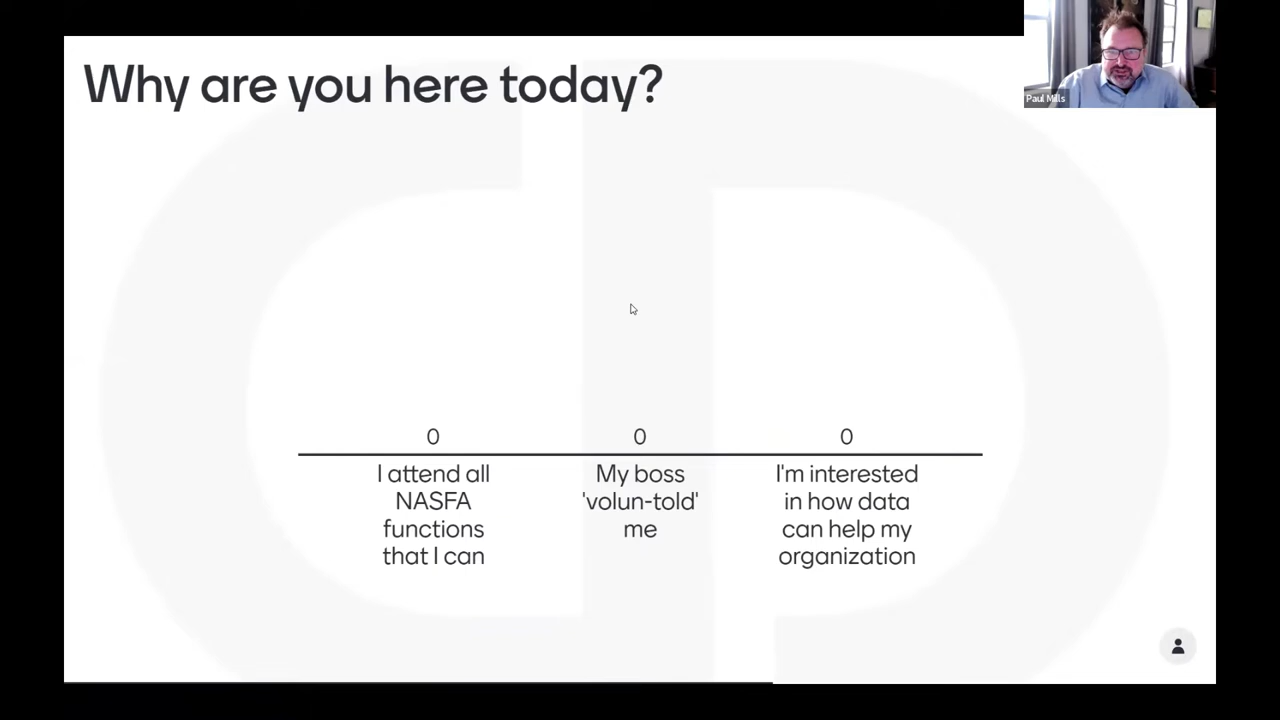 Why are you here today?
Paul Mills
0
0
0
I attend all
NASFA
functions
that I can
My boss
'volun-told'
me
I'm interested
in how data
can help my
organization